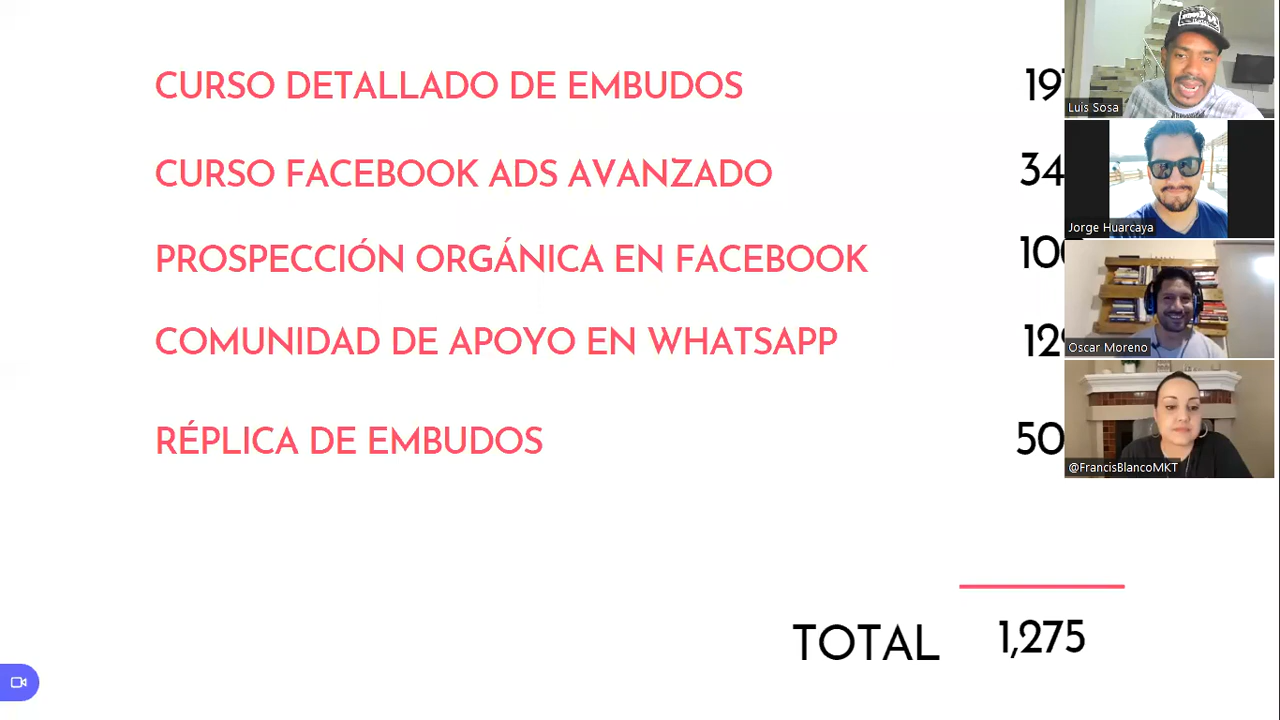 CURSO DETALLADO DE EMBUDOS
CURSO FACEBOOK ADS AVANZADO
PROSPECCIÓN ORGÁNICA EN FACEBOOK
COMUNIDAD DE APOYO EN WHATSAPP
RÉPLICA DE EMBUDOS
TOTAL 1,275
Luis Sosa
Jorge Huarcaya
Oscar Moreno
@FrancisBlancoMKT